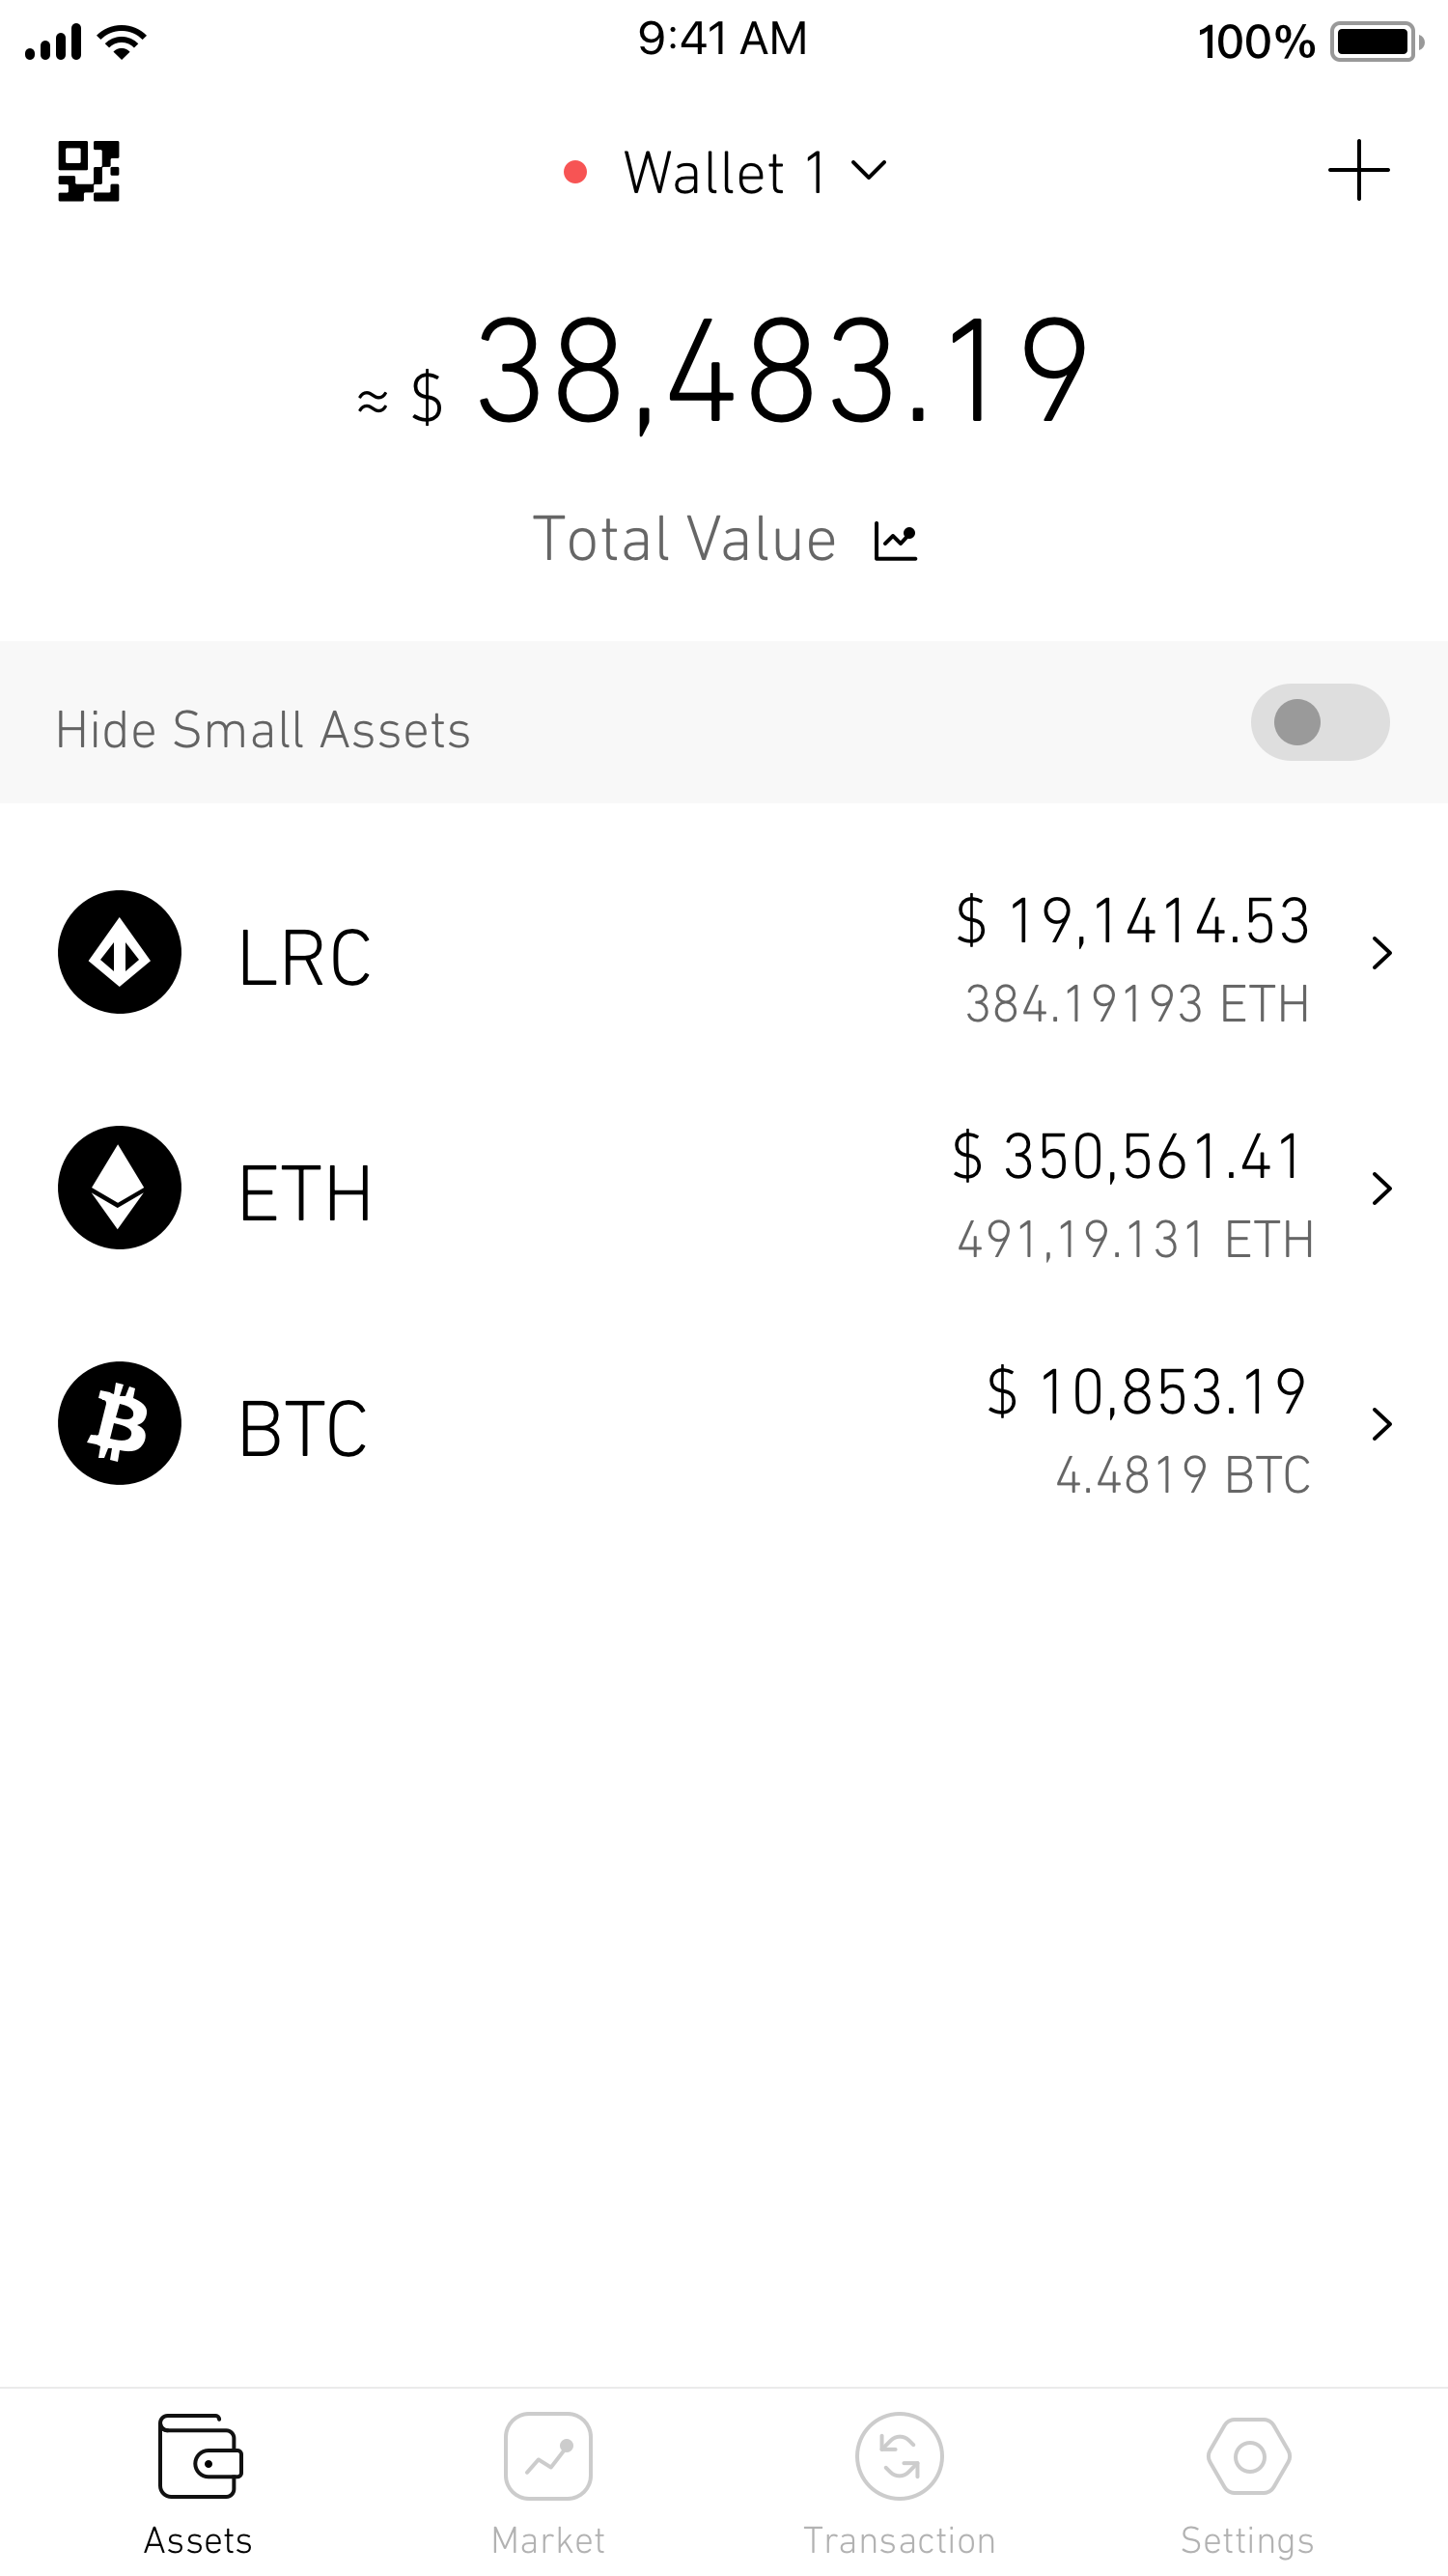 9:41 AM
100%
Wallet 1
≈ $ 38,483.19
Total Value
Hide Small Assets
LRC
$ 19,1414.53
384.19193 ETH
ETH
$ 350,561.41
491,19.131 ETH
BTC
$ 10,853.19
4.4819 BTC
Assets
Market
Transaction
Settings